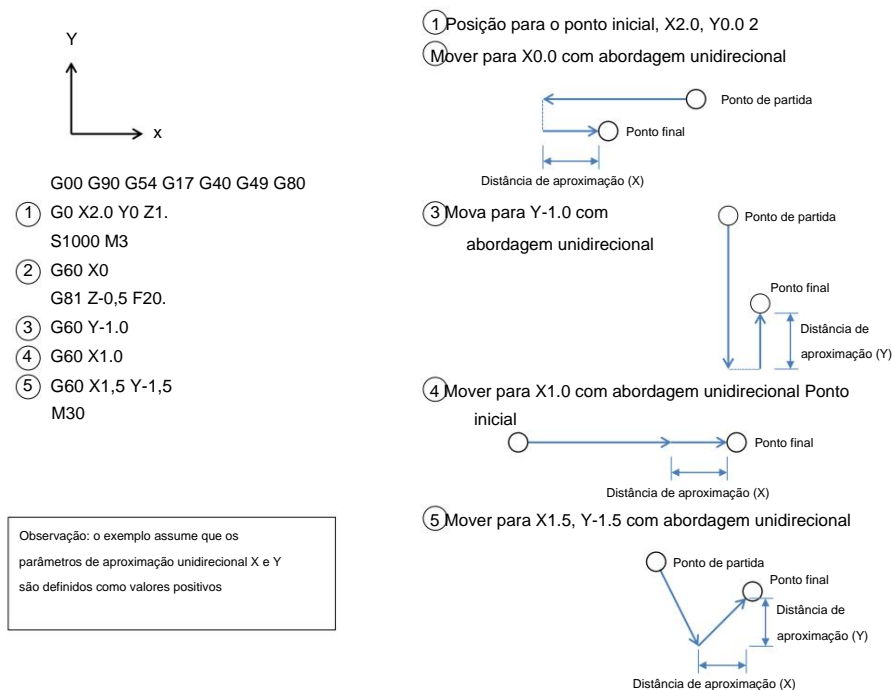 Y
x
G00 G90 G54 G17 G40 G49 G80
1 G0 X2.0 Y0 Z1.
S1000 M3
2 G60 X0
G81 Z-0,5 F20.
3 G60 Y-1.0
4 G60 X1.0
5 G60 X1,5 Y-1,5
M30
Observação: o exemplo assume que os
parâmetros de aproximação unidirecional X e Y
são definidos como valores positivos
1 Posição para o ponto inicial, X2.0, Y0.0 2
Mover para X0.0 com abordagem unidirecional
Ponto de partida
Ponto final
Distância de aproximação (X)
3 Mova para Y-1.0 com
abordagem unidirecional
Ponto de partida
Ponto final
Distância de
aproximação (Y)
4 Mover para X1.0 com abordagem unidirecional Ponto
inicial
Ponto final
Distância de aproximação (X)
5 Mover para X1.5, Y-1.5 com abordagem unidirecional
Ponto de partida
Ponto final
Distância de
aproximação (Y)
Distância de aproximação (X)